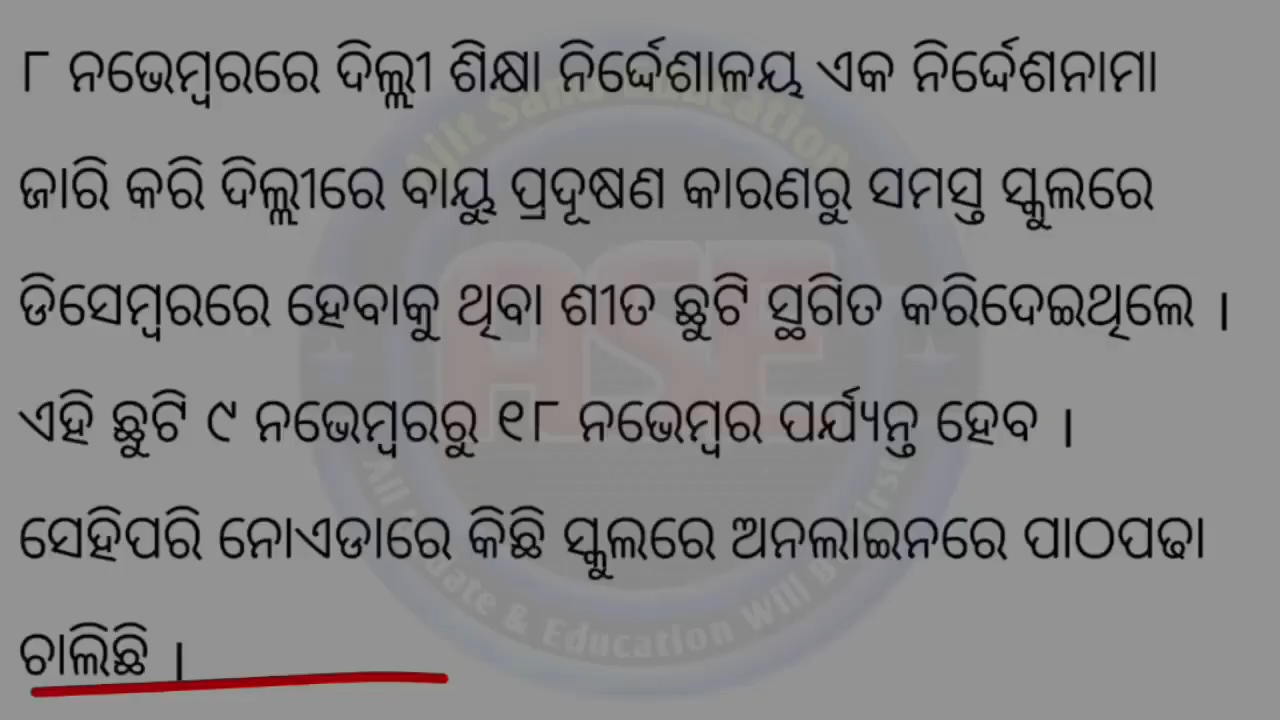 ୮ ନଭେମ୍ବରରେ ଦିଲ୍ଲୀ ଶିକ୍ଷା ନିର୍ଦ୍ଦେଶାଳୟ ଏକ ନିର୍ଦ୍ଦେଶନାମା
ଜାରି କରି ଦିଲ୍ଲୀରେ ବାୟୁ ପ୍ରଦୂଷଣ କାରଣରୁ ସମସ୍ତ ସ୍କୁଲରେ
ଡିସେମ୍ବରରେ ହେବାକୁ ଥିବା ଶୀତ ଛୁଟି ସ୍ଥଗିତ କରିଦେଇଥିଲେ ।
ଏହି ଛୁଟି ୯ ନଭେମ୍ବରରୁ ୧୮ ନଭେମ୍ବର ପର୍ଯ୍ୟନ୍ତ ହେବ ।
ସେହିପରି ନୋଏଡାରେ କିଛି ସ୍କୁଲରେ ଅନଲାଇନରେ ପାଠପଢା
ଚାଲିଛି ।
ASE